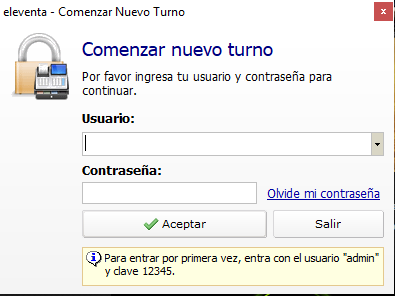 eleventa - Comenzar Nuevo Turno
Comenzar nuevo turno
Por favor ingresa tu usuario y contraseña para
continuar.
Usuario:
Contraseña:
Olvide mi contraseña
Aceptar
Salir
Para entrar por primera vez, entra con el usuario "admin"
y clave 12345.